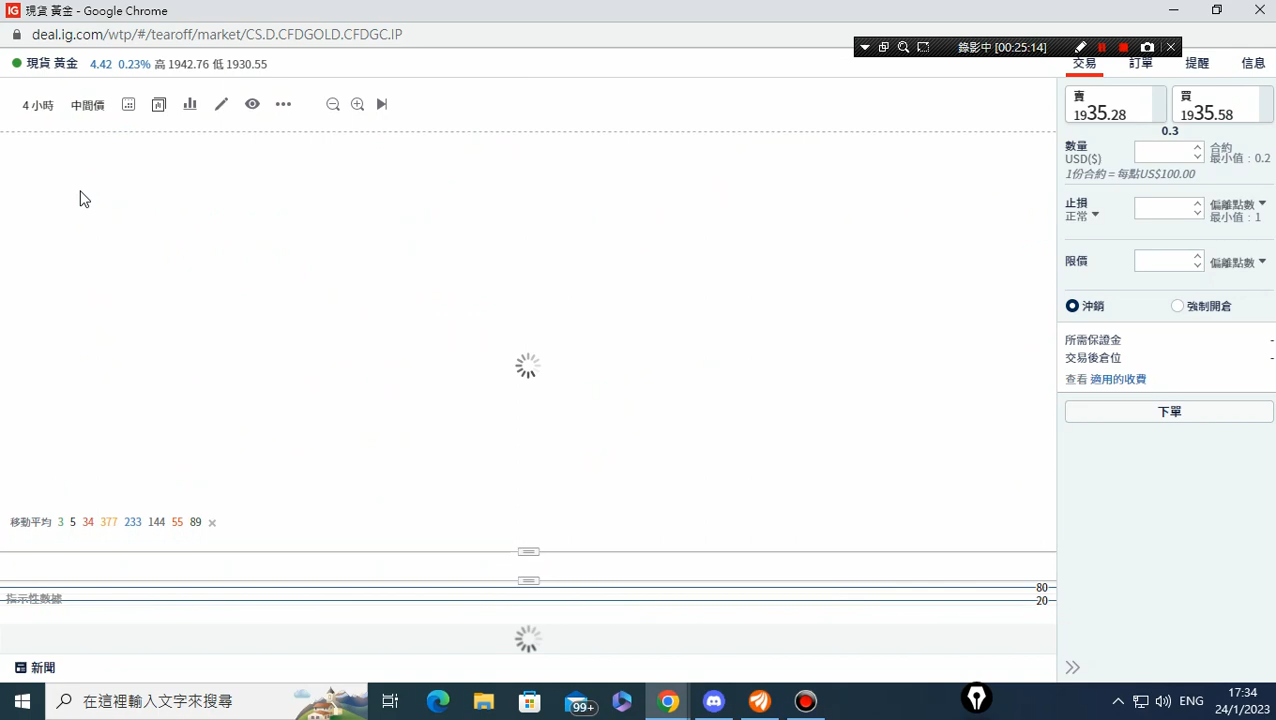 IG 現貨 黃金 - Google Chrome
deal.ig.com/wtp/#/tearoff/market/CS.D.CFDGOLD.CFDGC.IP
錄影中 [00:25:14]
現貨 黃金 4.42 0.23% 高 1942.76 低 1930.55
交易 訂單 提醒 信息
4 小時 中間價
賣 買
1935.28 1935.58
0.3
數量 合約
USD($) 最小值 : 0.2
1份合約 = 每點US$100.00
止損 偏離點數
正常 最小值 : 1
限價 偏離點數
沖銷 強制開倉
所需保證金 -
交易後倉位 -
查看 適用的收費
下單
移動平均 3 5 34 377 233 144 55 89
80
指示性數據 20
新聞
在這裡輸入文字來搜尋
99+
ENG
17:34
24/1/2023